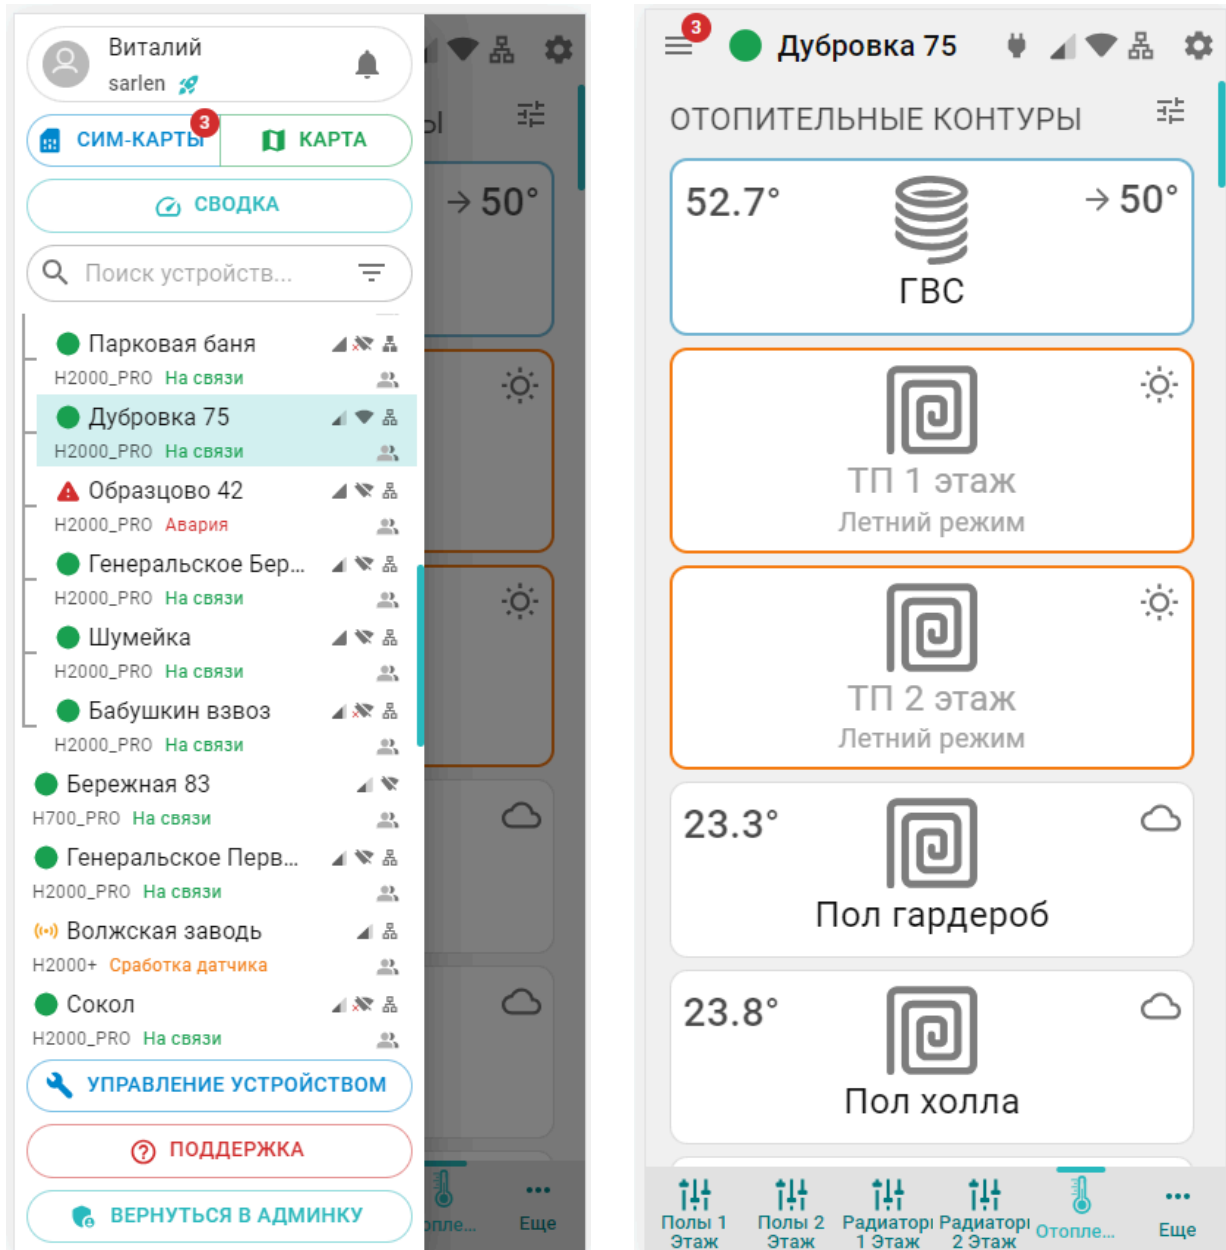 Виталий
sarlen
СИМ-КАРТЫ
3
КАРТА
СВОДКА
Поиск устройств...
Парковая баня
H2000_PRO На связи
Дубровка 75
H2000_PRO На связи
Образцово 42
H2000_PRO Авария
Генеральское Бер...
H2000_PRO На связи
Шумейка
H2000_PRO На связи
Бабушкин взвоз
H2000_PRO На связи
Бережная 83
H700_PRO На связи
Генеральское Перв...
H2000_PRO На связи
Волжская заводь
H2000+ Сработка датчика
Сокол
H2000_PRO На связи
УПРАВЛЕНИЕ УСТРОЙСТВОМ
ПОДДЕРЖКА
ВЕРНУТЬСЯ В АДМИНКУ
Ы
→ 50°
опле...
Еще
3
Дубровка 75
ОТОПИТЕЛЬНЫЕ КОНТУРЫ
52.7°
→ 50°
ГВС
ТП 1 этаж
Летний режим
ТП 2 этаж
Летний режим
23.3°
Пол гардероб
23.8°
Пол холла
Полы 1 Этаж
Полы 2 Этаж
Радиаторы 1 Этаж
Радиаторы 2 Этаж
Отопле...
Еще